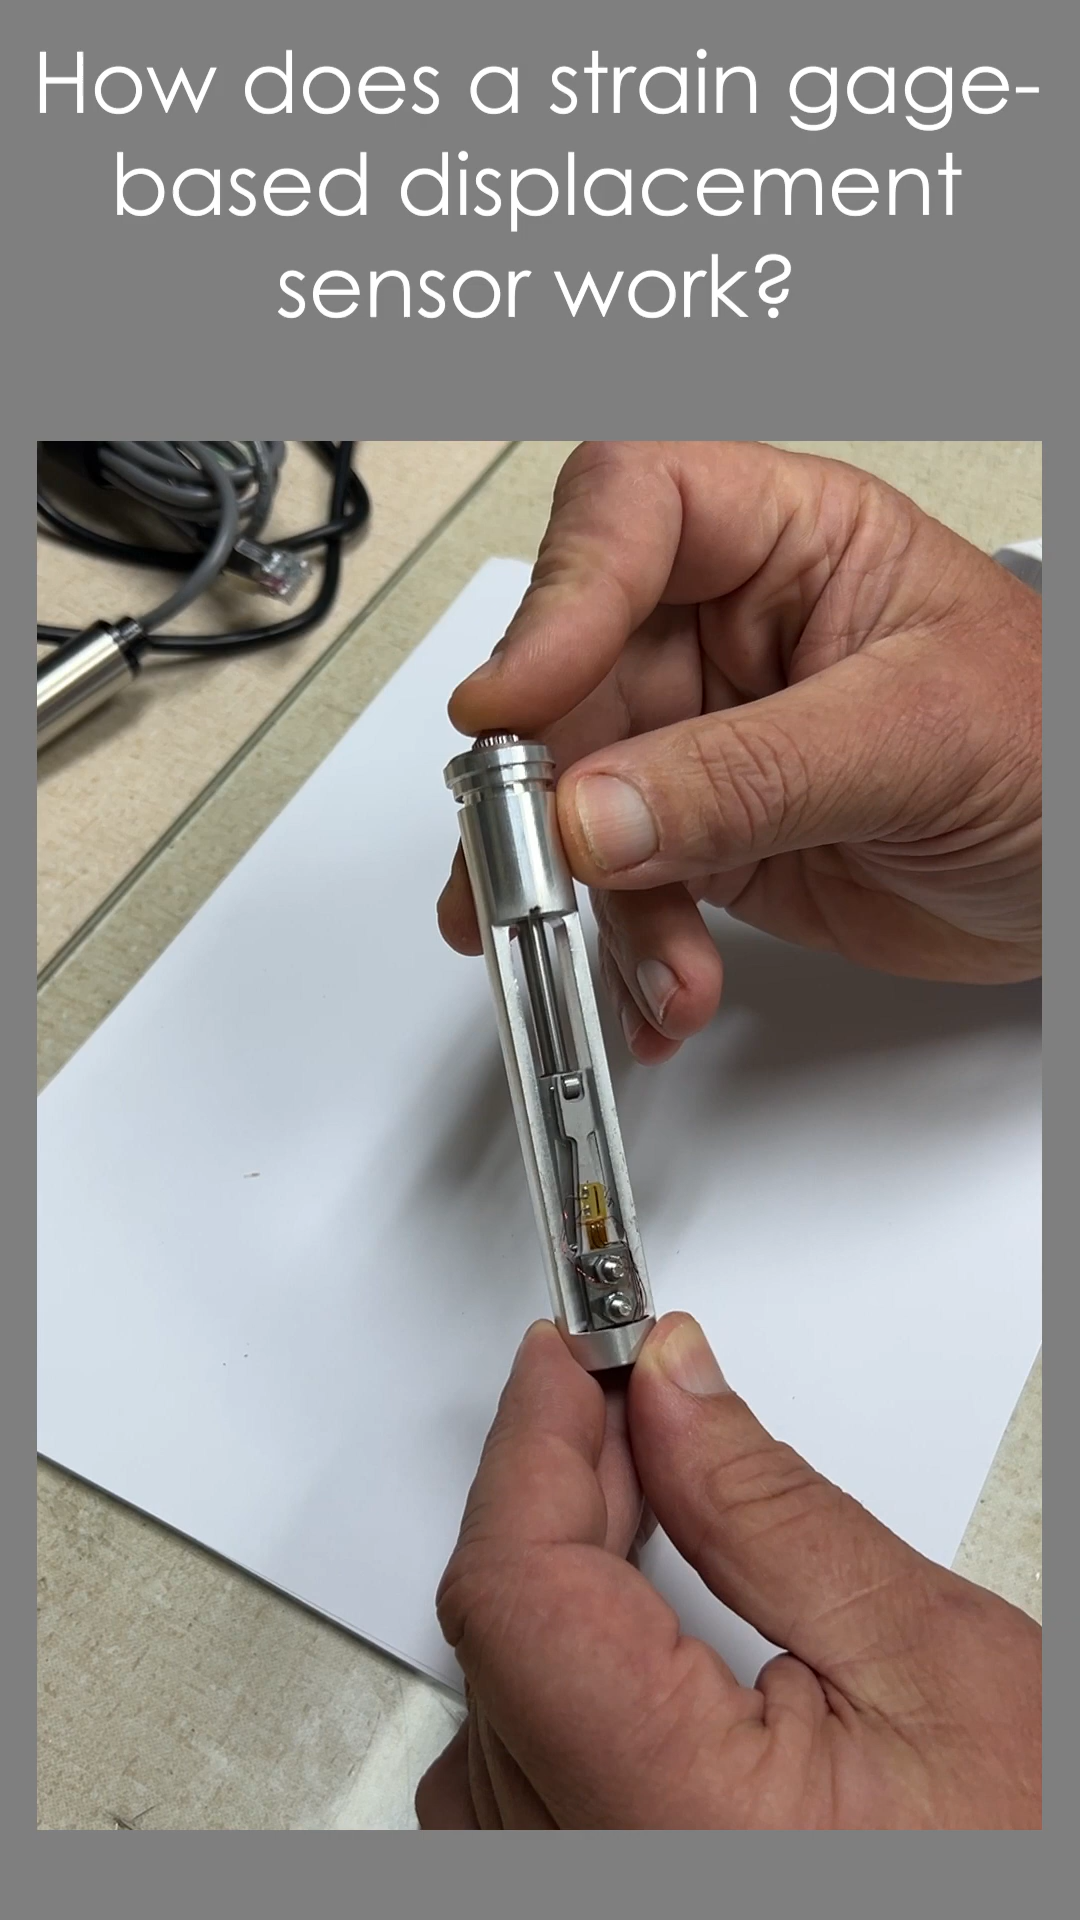 How does a strain gage-
based displacement
sensor work?